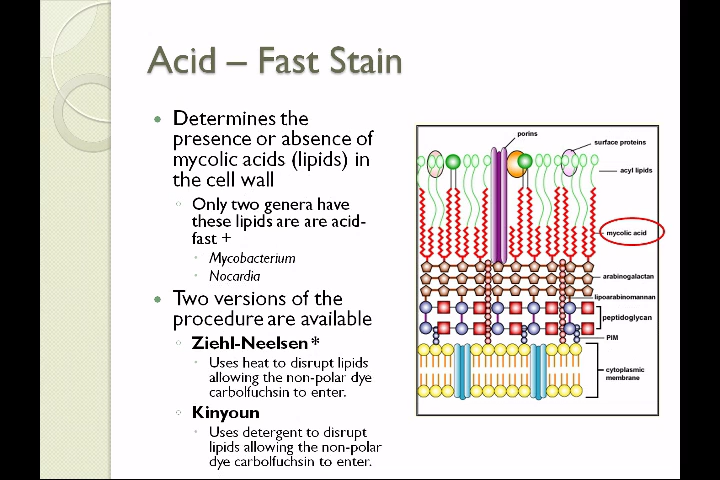 Acid – Fast Stain
Determines the
presence or absence of
mycolic acids (lipids) in
the cell wall
Only two genera have
these lipids are are acid-
fast +
Mycobacterium
Nocardia
Two versions of the
procedure are available
Ziehl-Neelsen *
Uses heat to disrupt lipids
allowing the non-polar dye
carbolfuchsin to enter.
Kinyoun
Uses detergent to disrupt
lipids allowing the non-polar
dye carbolfuchsin to enter.
porins
surface proteins
acyl lipids
mycolic acid
arabinogalactan
lipoarabinomannan
peptidoglycan
PIM
cytoplasmic
membrane